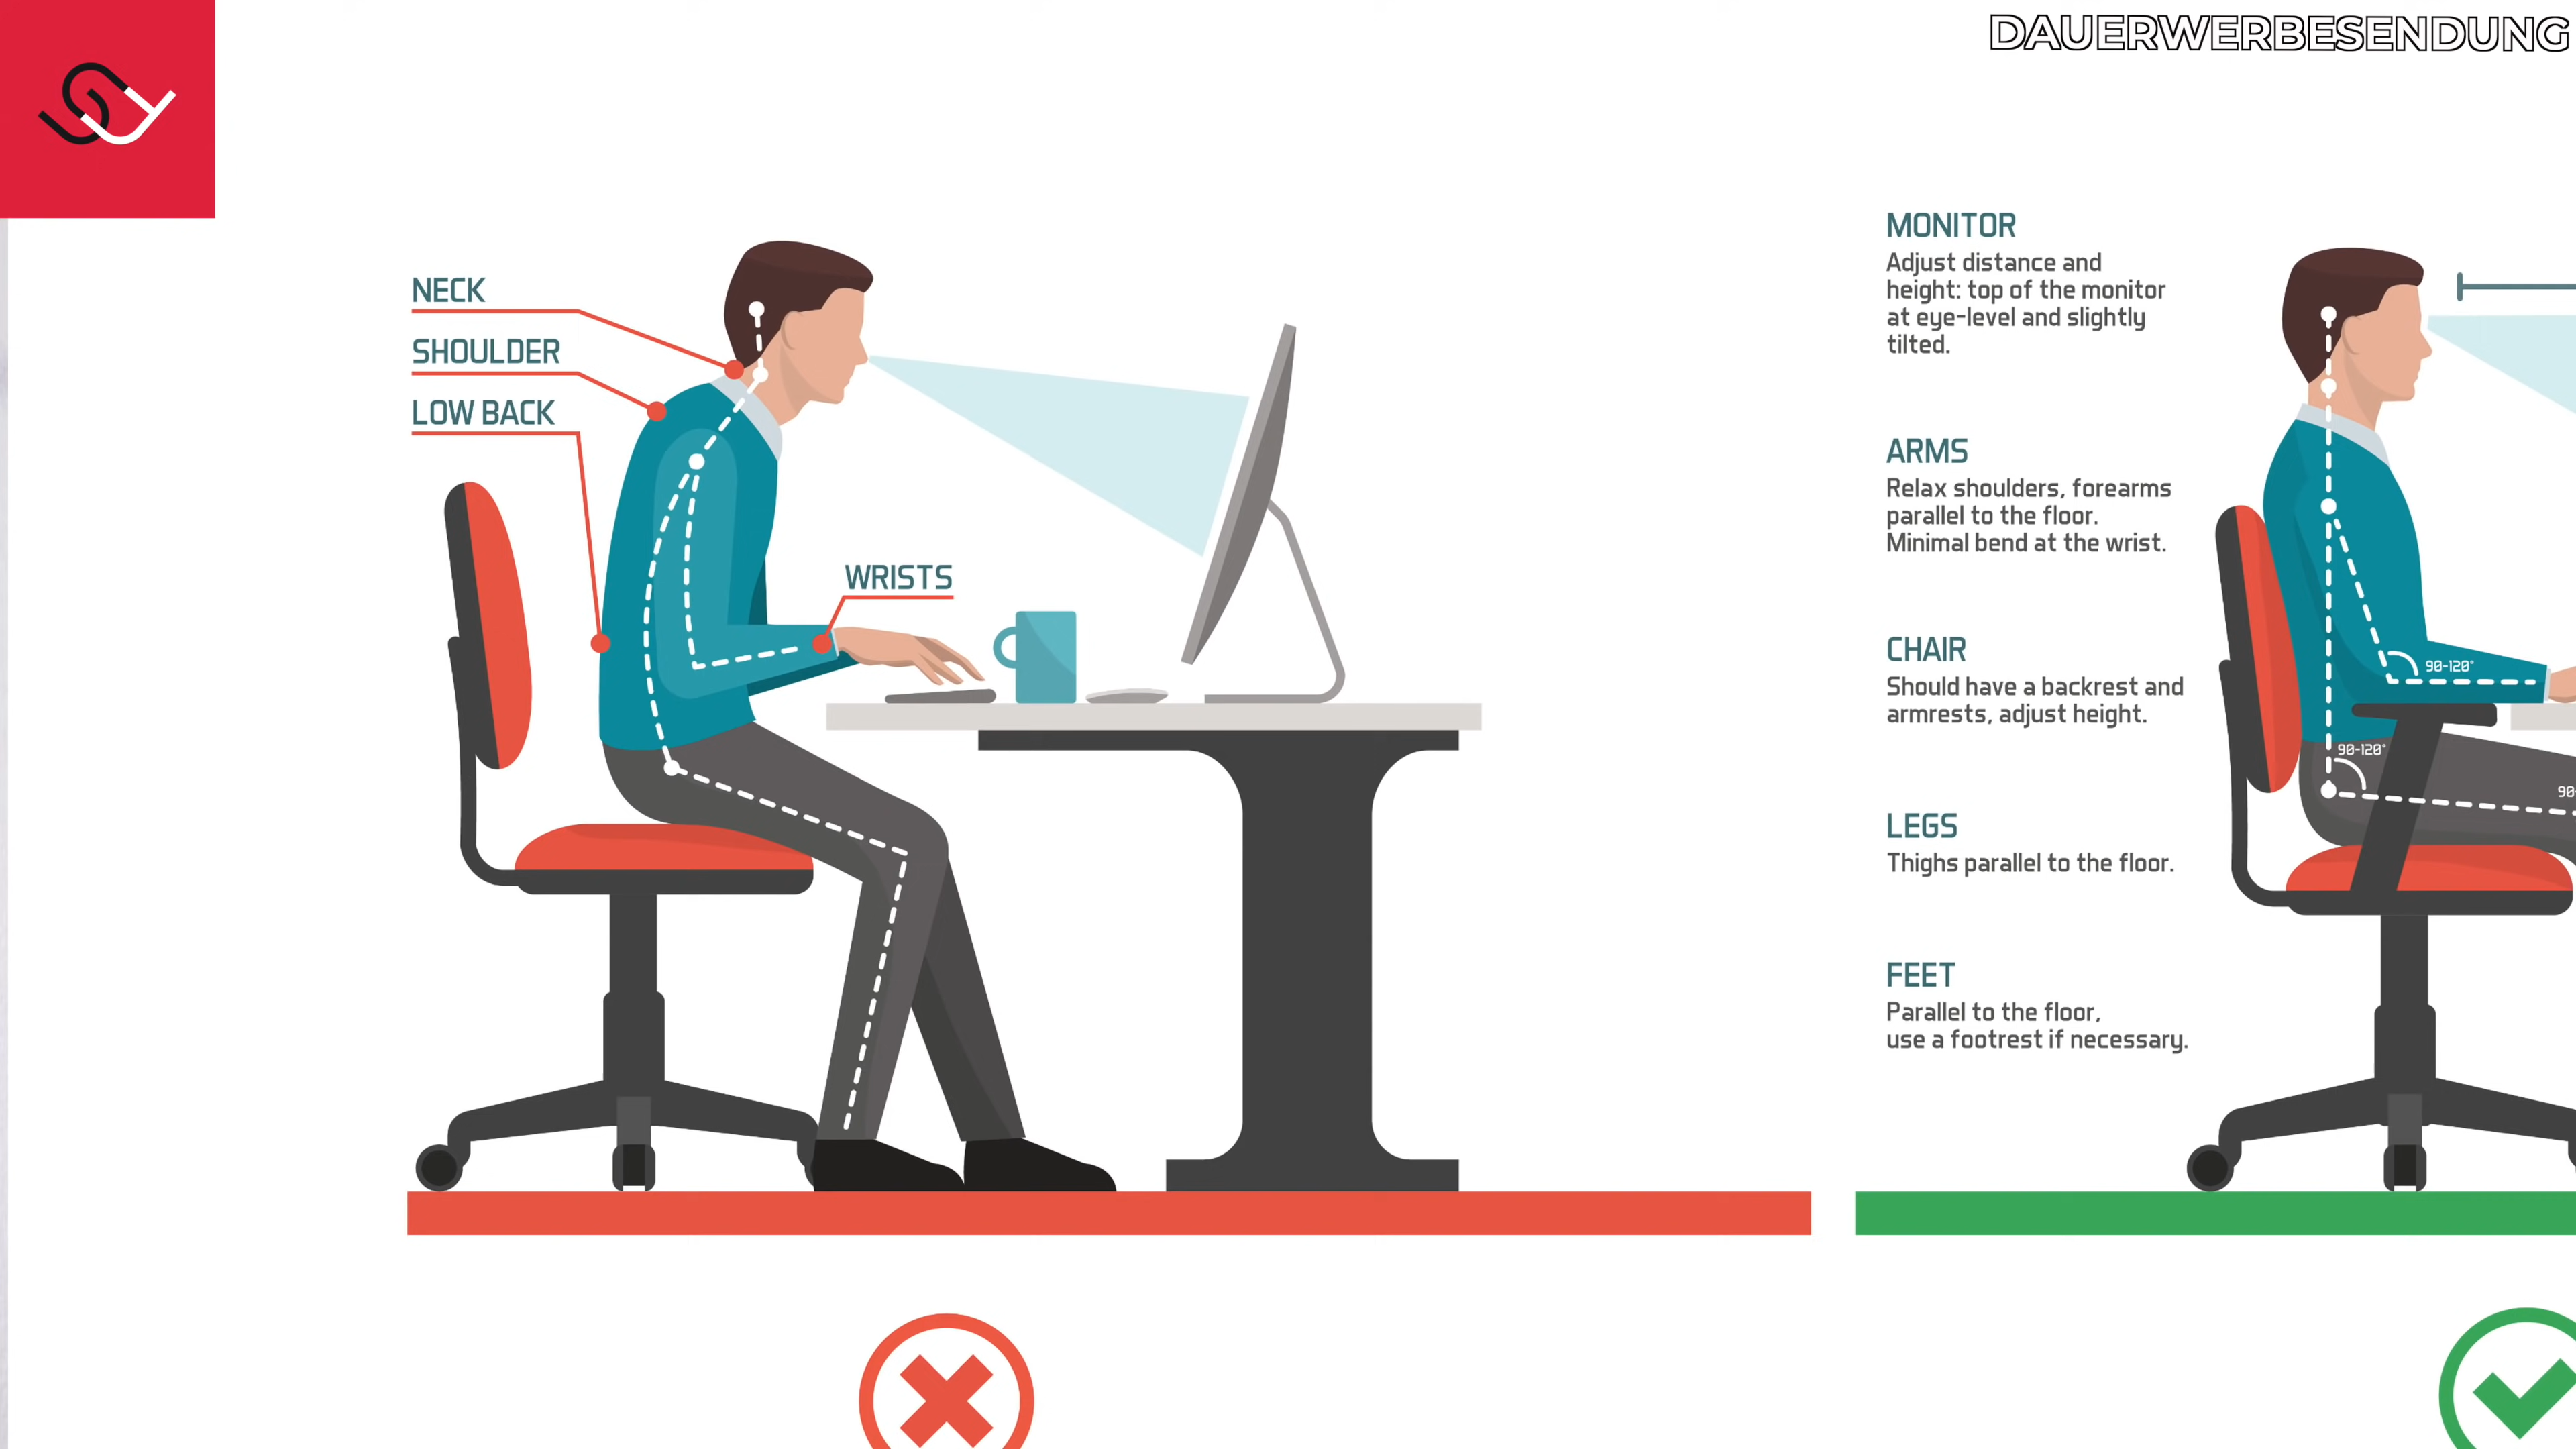 DAUERWERBESENDUNG
NECK
SHOULDER
LOW BACK
WRISTS
MONITOR
Adjust distance and
height: top of the monitor
at eye-level and slightly
tilted.
ARMS
Relax shoulders, forearms
parallel to the floor.
Minimal bend at the wrist.
CHAIR
Should have a backrest and
armrests, adjust height.
LEGS
Thighs parallel to the floor.
FEET
Parallel to the floor,
use a footrest if necessary.
90-120°
90-120°
90